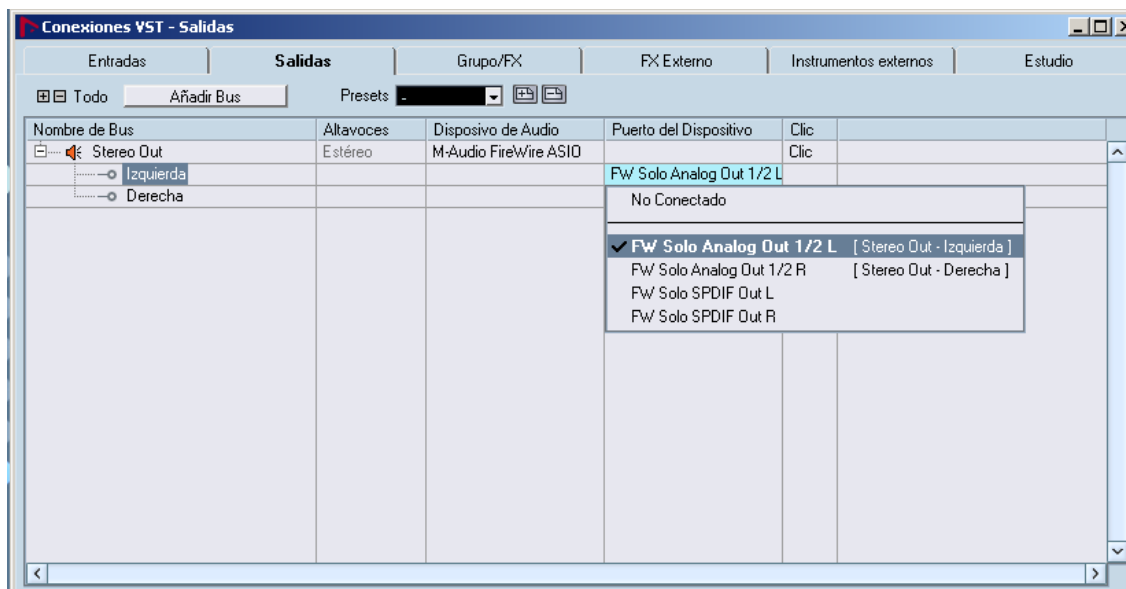 Conexiones VST - Salidas
Entradas Salidas Grupo/FX FX Externo Instrumentos externos Estudio
Todo Añadir Bus Presets -
Nombre de Bus Altavoces Disposivo de Audio Puerto del Dispositivo Clic
Stereo Out Estéreo M-Audio FireWire ASIO Clic
Izquierda FW Solo Analog Out 1/2 L
Derecha
No Conectado
FW Solo Analog Out 1/2 L [ Stereo Out - Izquierda ]
FW Solo Analog Out 1/2 R [ Stereo Out - Derecha ]
FW Solo SPDIF Out L
FW Solo SPDIF Out R